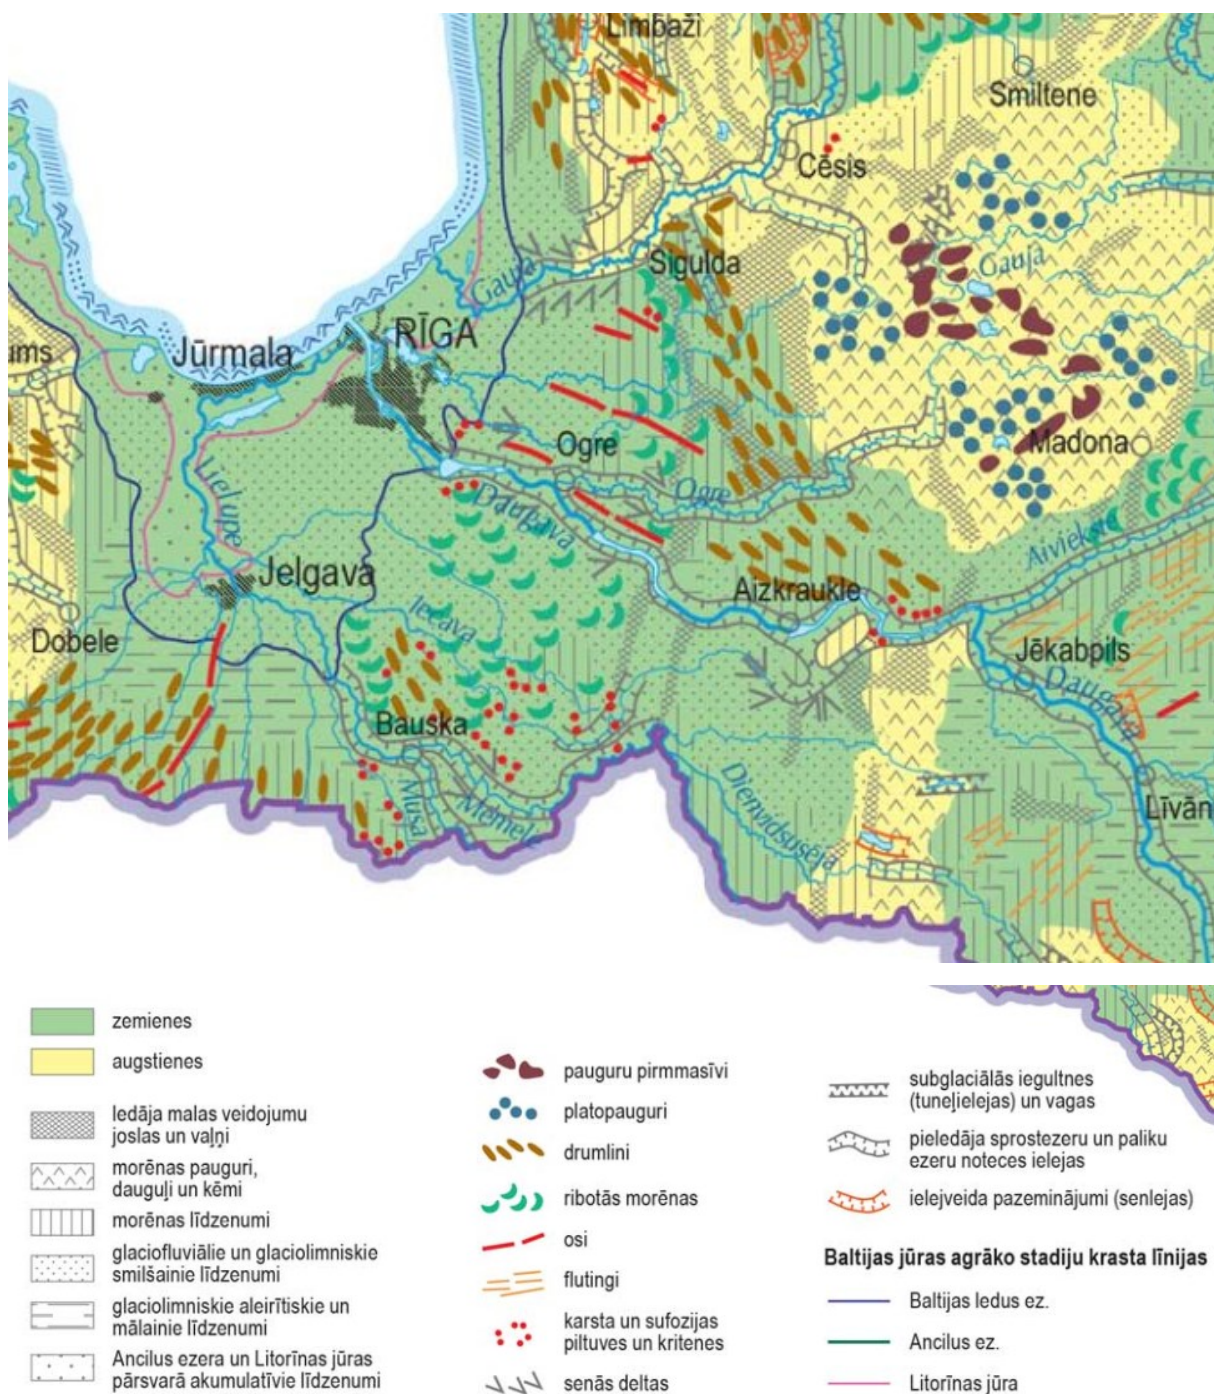 Limbaži
Smiltene
Cēsis
Sigulda
Gauja
Gauja
RĪGA
Jūrmala
ums
Ogre
Madona
Lielupe
Daugava
Ogre
Aiviekste
Jelgava
Aizkraukle
Iecava
Dobele
Jēkabpils
Daugava
Bauska
Mūsa
Mēmele
Dienvidsusēja
Līvān
zemienes
augstienes
ledāja malas veidojumu
joslas un vaļņi
morēnas pauguri,
dauguļi un kēmi
morēnas līdzenumi
glaciofluviālie un glaciolimniskie
smilšainie līdzenumi
glaciolimniskie aleirītiskie un
mālainie līdzenumi
Ancilus ezera un Litorīnas jūras
pārsvarā akumulatīvie līdzenumi
pauguru pirmmasīvi
platopauguri
drumlini
ribotās morēnas
osi
flutingi
karsta un sufozijas
piltuves un kritenes
senās deltas
subglaciālās iegultnes
(tuneļielejas) un vagas
pieledāja sprostezeru un paliku
ezeru noteces ielejas
ielejveida pazeminājumi (senlejas)
Baltijas jūras agrāko stadiju krasta līnijas
Baltijas ledus ez.
Ancilus ez.
Litorīnas jūra